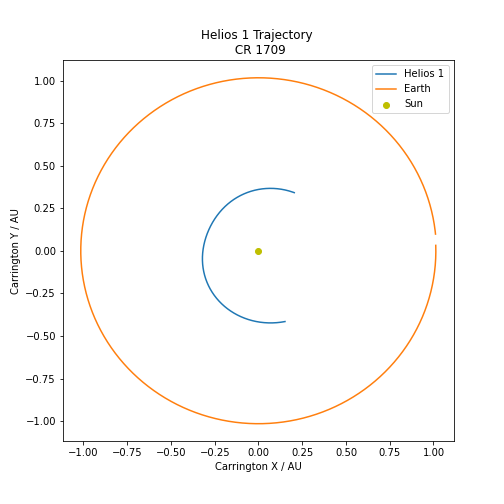 Helios 1 Trajectory
CR 1709
Helios 1
Earth
Sun
Carrington Y / AU
1.00
0.75
0.50
0.25
0.00
−0.25
−0.50
−0.75
−1.00
−1.00 −0.75 −0.50 −0.25 0.00 0.25 0.50 0.75 1.00
Carrington X / AU